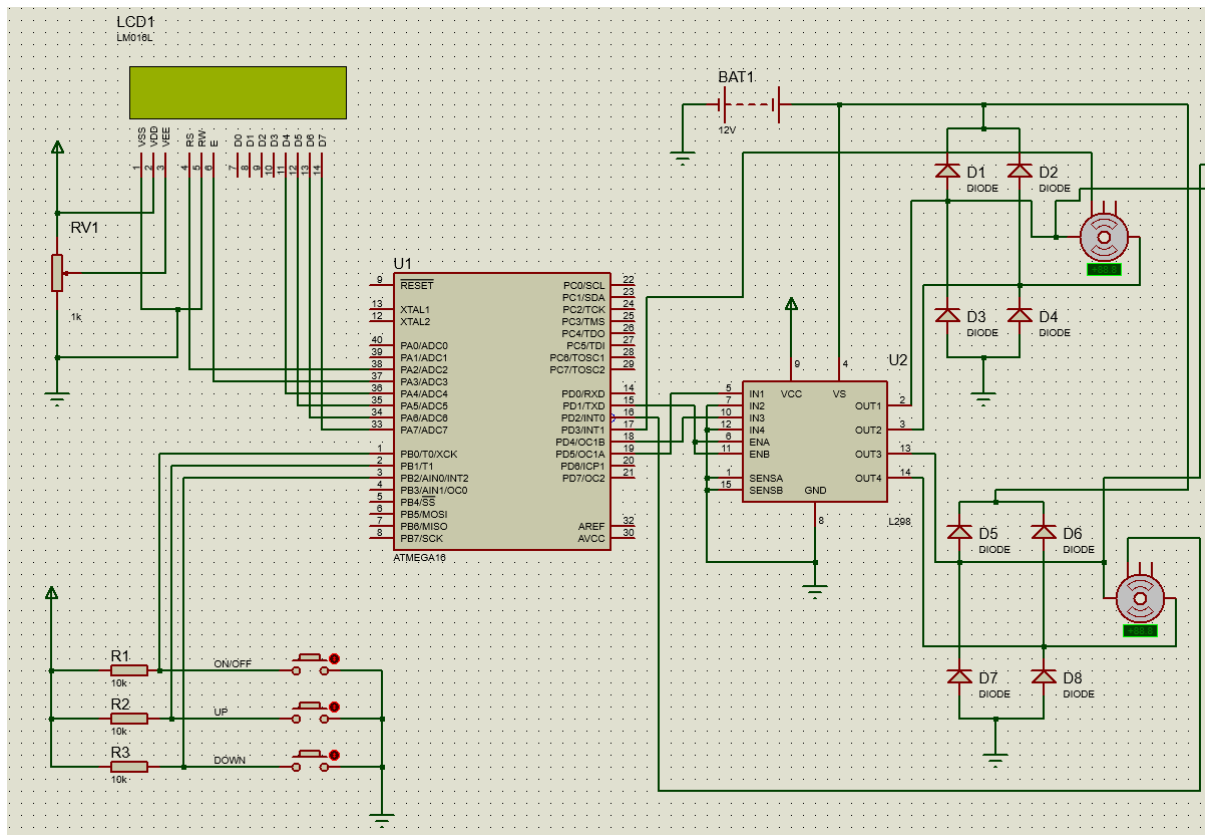 LCD1
LM016L
VSS VDD VEE RS RW E D0 D1 D2 D3 D4 D5 D6 D7
1 2 3 4 5 6 7 8 9 10 11 12 13 14
RV1
1k
BAT1
12V
D1
DIODE
D2
DIODE
D3
DIODE
D4
DIODE
U1
9 RESET
13 XTAL1
12 XTAL2
40 PA0/ADC0
39 PA1/ADC1
38 PA2/ADC2
37 PA3/ADC3
36 PA4/ADC4
35 PA5/ADC5
34 PA6/ADC6
33 PA7/ADC7
1 PB0/T0/XCK
2 PB1/T1
3 PB2/AIN0/INT2
4 PB3/AIN1/OC0
5 PB4/SS
6 PB5/MOSI
7 PB6/MISO
8 PB7/SCK
PC0/SCL 22
PC1/SDA 23
PC2/TCK 24
PC3/TMS 25
PC4/TDO 26
PC5/TDI 27
PC6/TOSC1 28
PC7/TOSC2 29
PD0/RXD 14
PD1/TXD 15
PD2/INT0 16
PD3/INT1 17
PD4/OC1B 18
PD5/OC1A 19
PD6/ICP1 20
PD7/OC2 21
AREF 32
AVCC 30
ATMEGA16
U2
9 4
VCC VS
5 IN1
7 IN2
10 IN3
12 IN4
6 ENA
11 ENB
1 SENSA
15 SENSB
OUT1 2
OUT2 3
OUT3 13
OUT4 14
GND
8
L298
D5
DIODE
D6
DIODE
D7
DIODE
D8
DIODE
R1
10k
ON/OFF
R2
10k
UP
R3
10k
DOWN